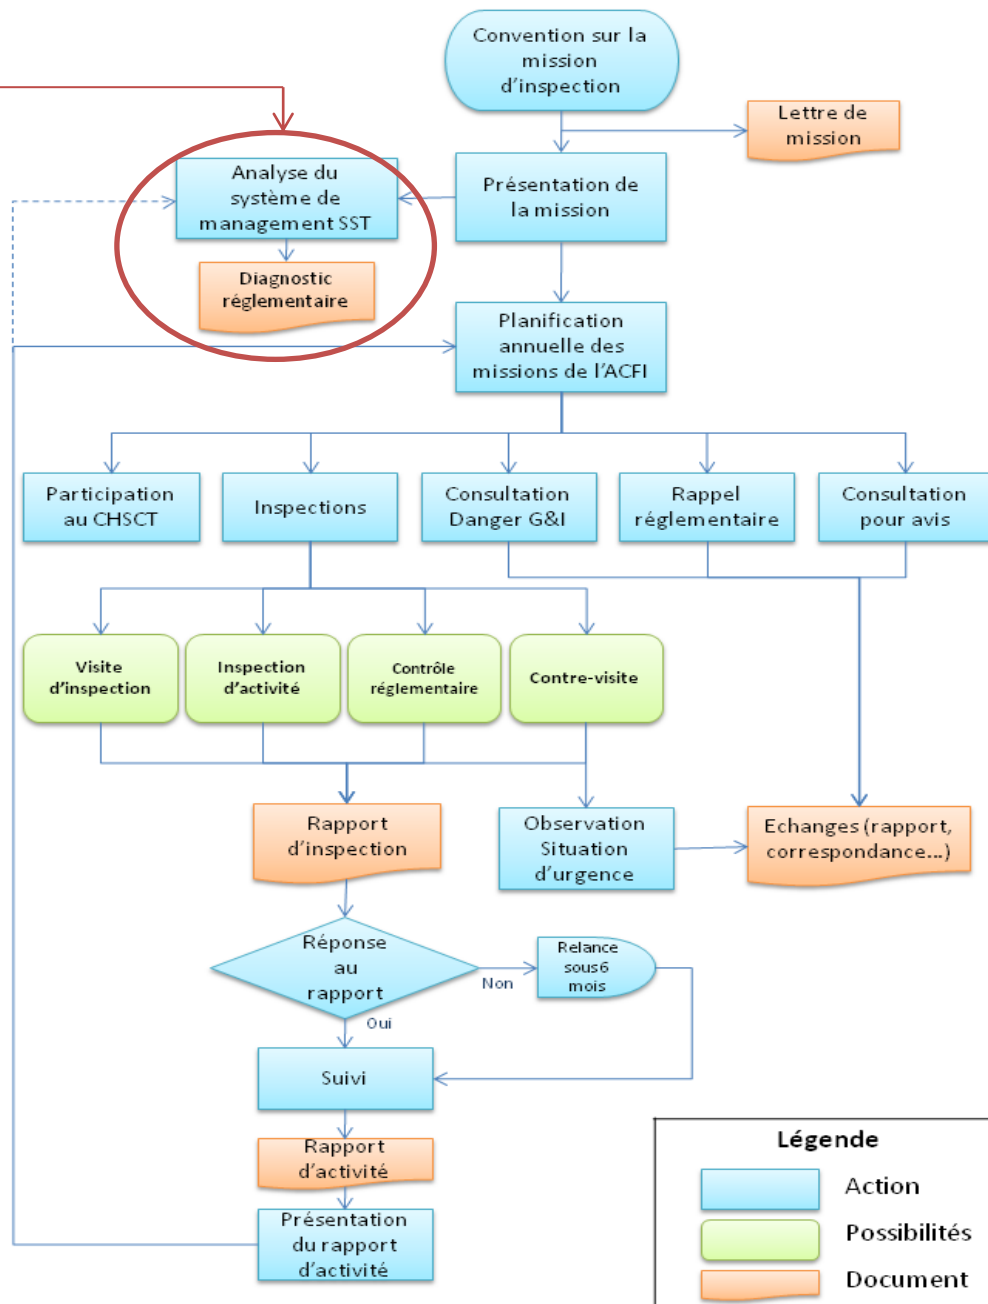 Convention sur la
mission
d’inspection
Lettre de
mission
Analyse du
système de
management SST
Présentation de
la mission
Diagnostic
réglementaire
Planification
annuelle des
missions de l’ACFI
Participation
au CHSCT
Inspections
Consultation
Danger G&I
Rappel
réglementaire
Consultation
pour avis
Visite
d’inspection
Inspection
d’activité
Contrôle
réglementaire
Contre-visite
Rapport
d’inspection
Observation
Situation
d’urgence
Echanges (rapport,
correspondance...)
Réponse
au
rapport
Non
Relance
sous6
mois
Oui
Suivi
Rapport
d’activité
Présentation
du rapport
d’activité
Légende
Action
Possibilités
Document